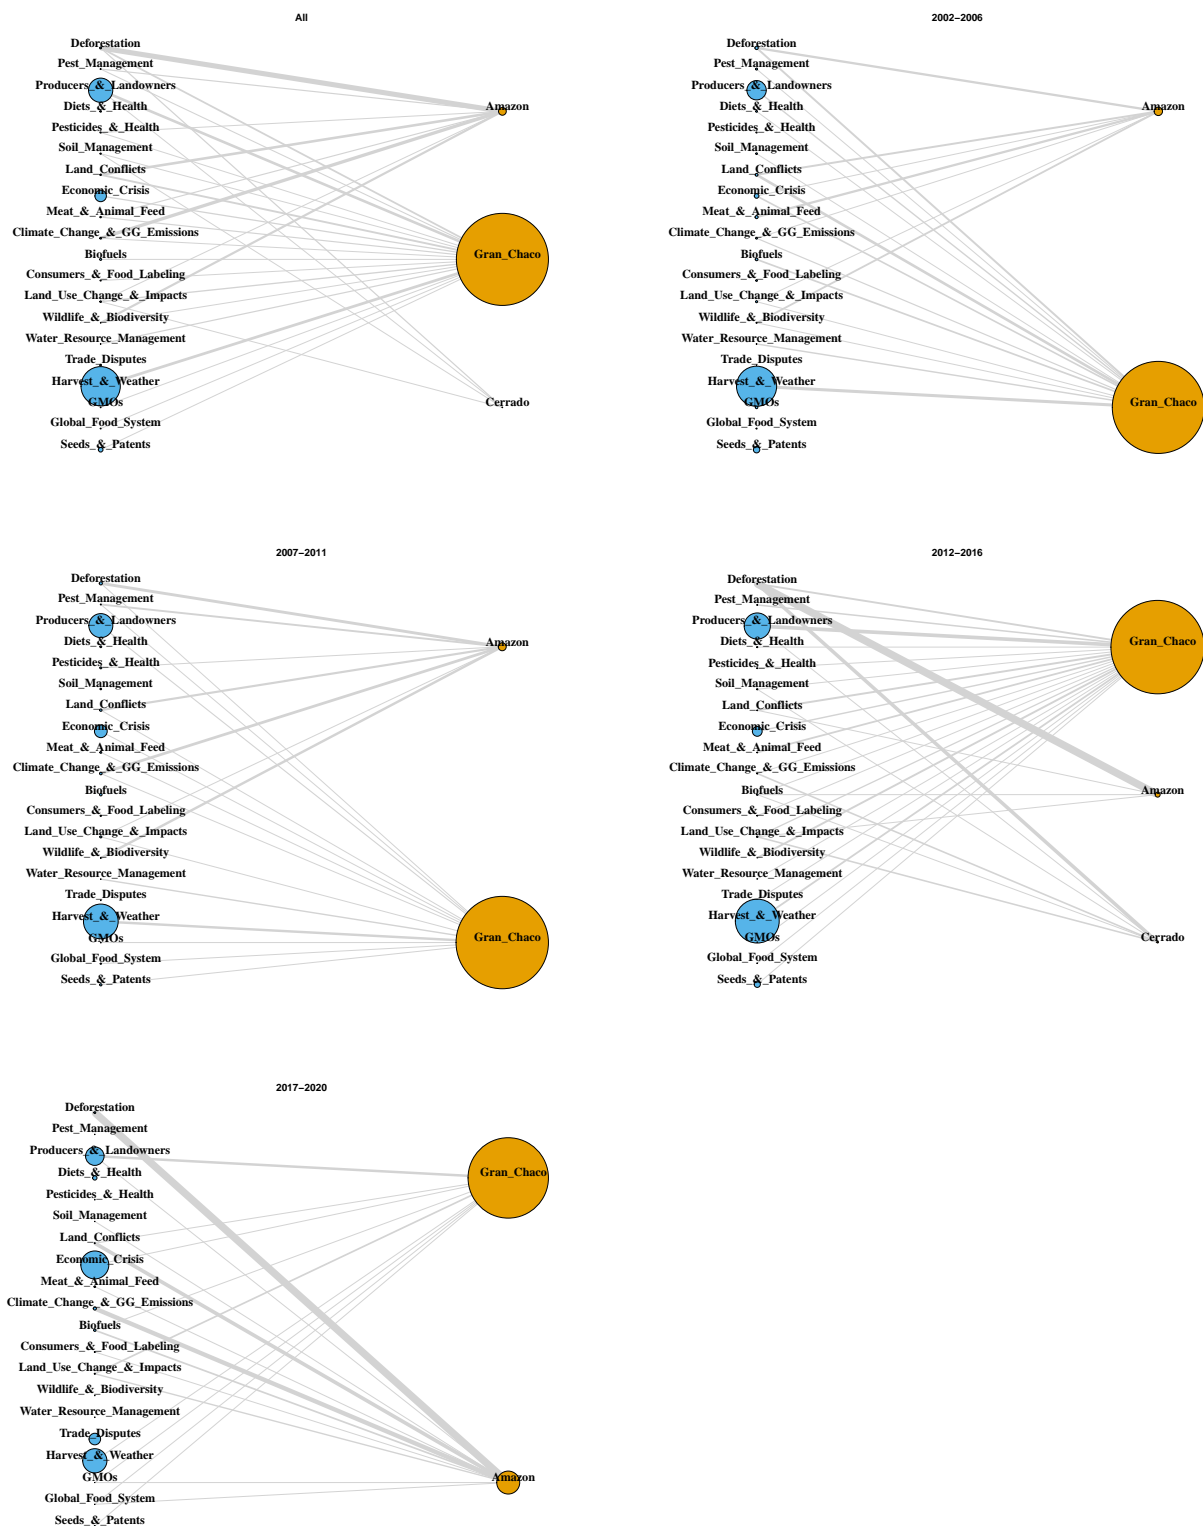 All
Deforestation
Pest_Management
Producers_&_Landowners
Diets_&_Health
Pesticides_&_Health
Soil_Management
Land_Conflicts
Economic_Crisis
Meat_&_Animal_Feed
Climate_Change_&_GG_Emissions
Biofuels
Consumers_&_Food_Labeling
Land_Use_Change_&_Impacts
Wildlife_&_Biodiversity
Water_Resource_Management
Trade_Disputes
Harvest_&_Weather
GMOs
Global_Food_System
Seeds_&_Patents
Amazon
Gran_Chaco
Cerrado
2002–2006
Deforestation
Pest_Management
Producers_&_Landowners
Diets_&_Health
Pesticides_&_Health
Soil_Management
Land_Conflicts
Economic_Crisis
Meat_&_Animal_Feed
Climate_Change_&_GG_Emissions
Biofuels
Consumers_&_Food_Labeling
Land_Use_Change_&_Impacts
Wildlife_&_Biodiversity
Water_Resource_Management
Trade_Disputes
Harvest_&_Weather
GMOs
Global_Food_System
Seeds_&_Patents
Amazon
Gran_Chaco
2007–2011
Deforestation
Pest_Management
Producers_&_Landowners
Diets_&_Health
Pesticides_&_Health
Soil_Management
Land_Conflicts
Economic_Crisis
Meat_&_Animal_Feed
Climate_Change_&_GG_Emissions
Biofuels
Consumers_&_Food_Labeling
Land_Use_Change_&_Impacts
Wildlife_&_Biodiversity
Water_Resource_Management
Trade_Disputes
Harvest_&_Weather
GMOs
Global_Food_System
Seeds_&_Patents
Amazon
Gran_Chaco
2012–2016
Deforestation
Pest_Management
Producers_&_Landowners
Diets_&_Health
Pesticides_&_Health
Soil_Management
Land_Conflicts
Economic_Crisis
Meat_&_Animal_Feed
Climate_Change_&_GG_Emissions
Biofuels
Consumers_&_Food_Labeling
Land_Use_Change_&_Impacts
Wildlife_&_Biodiversity
Water_Resource_Management
Trade_Disputes
Harvest_&_Weather
GMOs
Global_Food_System
Seeds_&_Patents
Gran_Chaco
Amazon
Cerrado
2017–2020
Deforestation
Pest_Management
Producers_&_Landowners
Diets_&_Health
Pesticides_&_Health
Soil_Management
Land_Conflicts
Economic_Crisis
Meat_&_Animal_Feed
Climate_Change_&_GG_Emissions
Biofuels
Consumers_&_Food_Labeling
Land_Use_Change_&_Impacts
Wildlife_&_Biodiversity
Water_Resource_Management
Trade_Disputes
Harvest_&_Weather
GMOs
Global_Food_System
Seeds_&_Patents
Gran_Chaco
Amazon